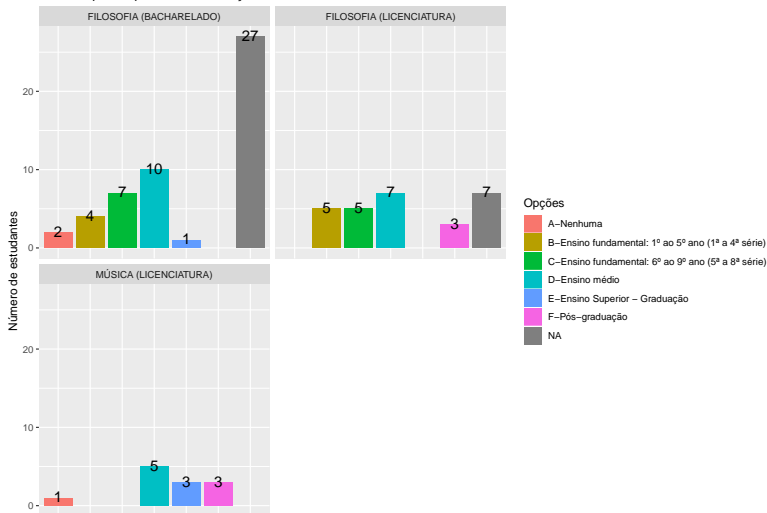 FILOSOFIA (BACHARELADO)
FILOSOFIA (LICENCIATURA)
27
20
10
10
7
4
2
1
0
5
5
7
3
7
MÚSICA (LICENCIATURA)
20
10
5
3
3
1
0
Número de estudantes
Opções
A−Nenhuma
B−Ensino fundamental: 1º ao 5º ano (1ª a 4ª série)
C−Ensino fundamental: 6º ao 9º ano (5ª a 8ª série)
D−Ensino médio
E−Ensino Superior − Graduação
F−Pós−graduação
NA